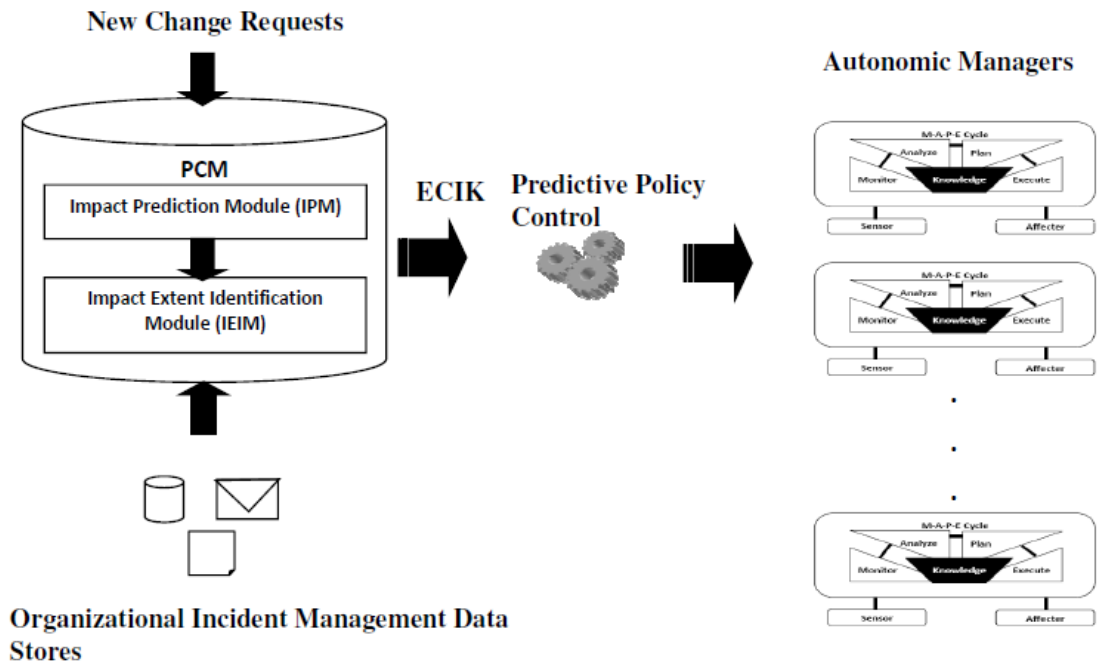 New Change Requests
PCM
Impact Prediction Module (IPM)
Impact Extent Identification
Module (IEIM)
Organizational Incident Management Data
Stores
ECIK
Predictive Policy
Control
Autonomic Managers
M-A-P-E Cycle
Analyze
Plan
Monitor
Knowledge
Execute
Sensor
Affecter
M-A-P-E Cycle
Analyze
Plan
Monitor
Knowledge
Execute
Sensor
Affecter
.
.
.
M-A-P-E Cycle
Analyze
Plan
Monitor
Knowledge
Execute
Sensor
Affecter